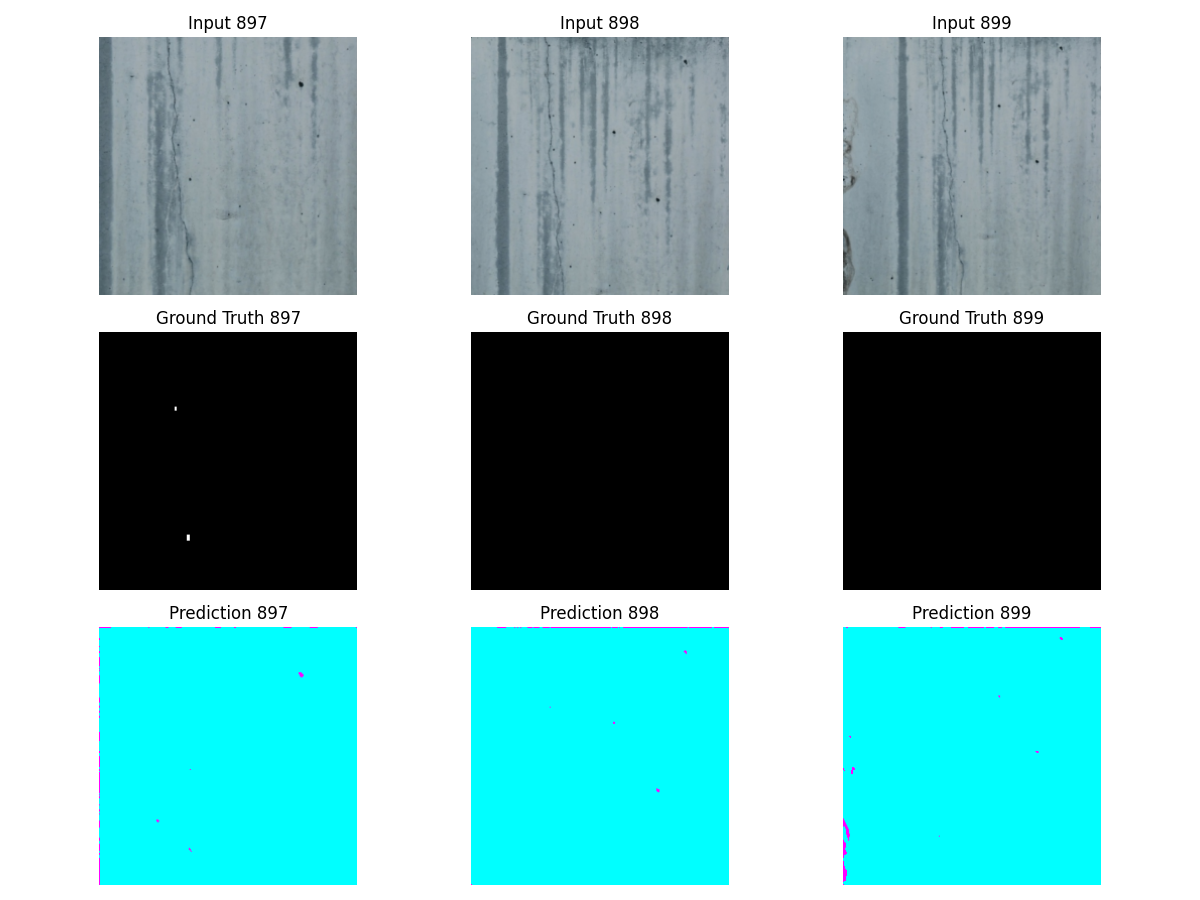 Input 897
Input 898
Input 899
Ground Truth 897
Ground Truth 898
Ground Truth 899
Prediction 897
Prediction 898
Prediction 899